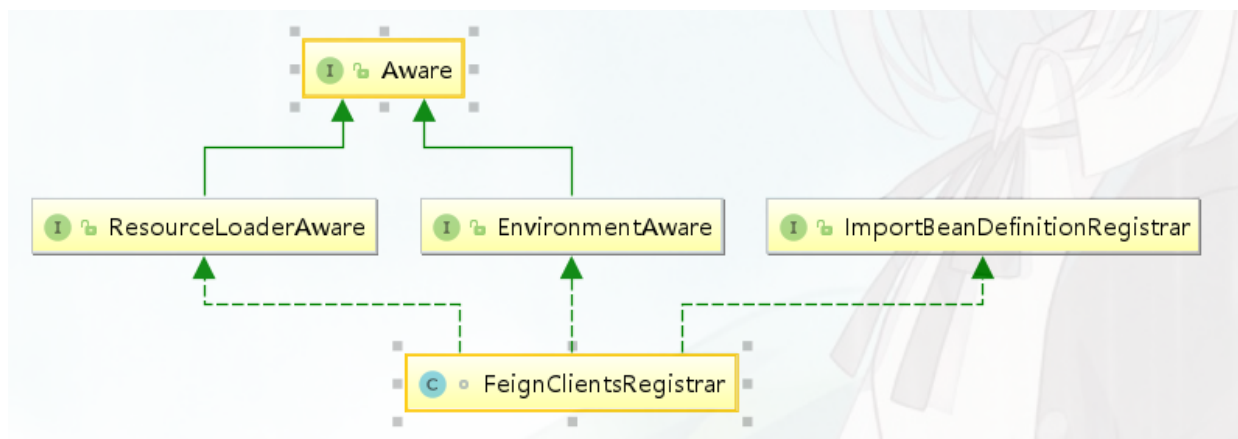 I Aware
I ResourceLoaderAware
I EnvironmentAware
I ImportBeanDefinitionRegistrar
C FeignClientsRegistrar